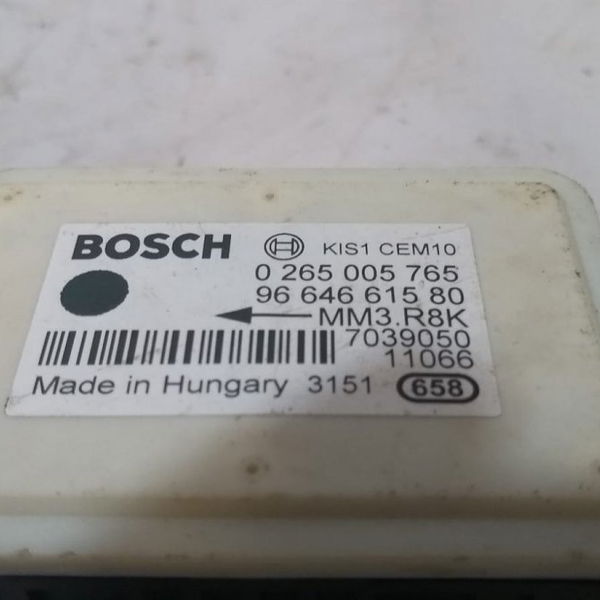 BOSCH KIS1 CEM10
0 265 005 765
96 646 615 80
MM3.R8K
7039050
11066
Made in Hungary 3151 658